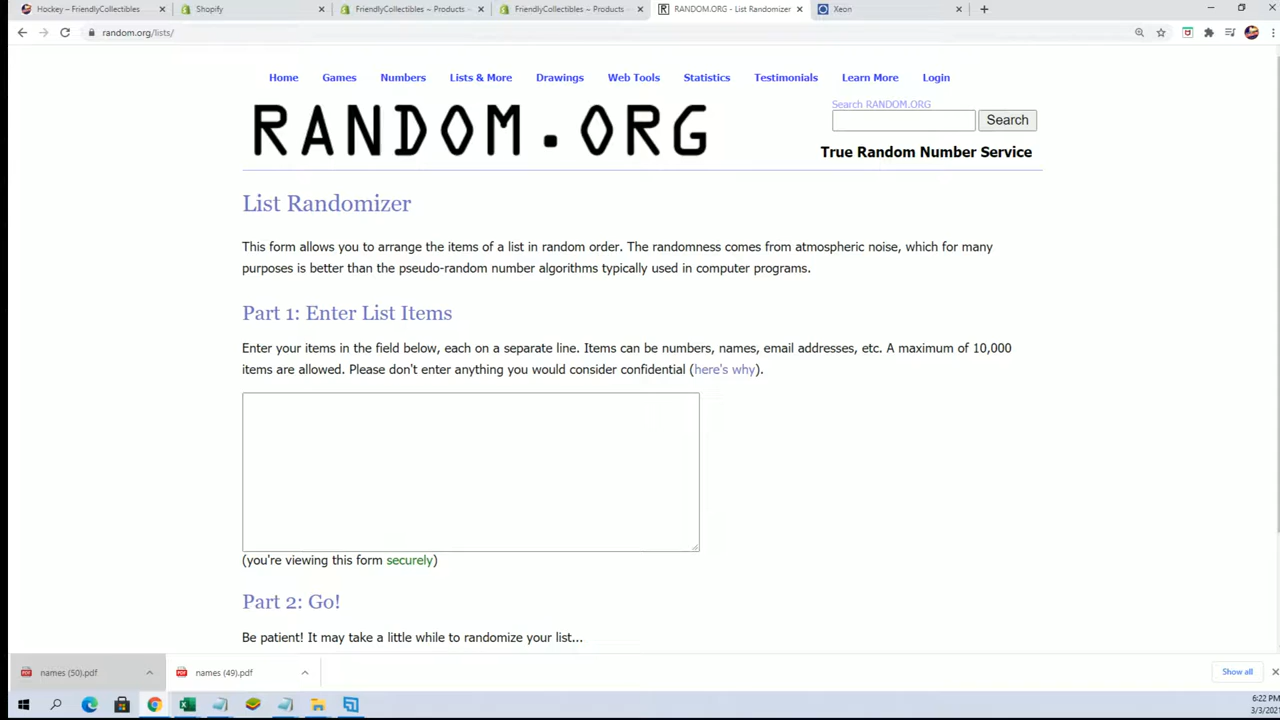 Hockey – FriendlyCollectibles
Shopify
FriendlyCollectibles ~ Products
FriendlyCollectibles ~ Products
RANDOM.ORG - List Randomizer
Xeon
random.org/lists/
Home Games Numbers Lists & More Drawings Web Tools Statistics Testimonials Learn More Login
RANDOM.ORG
Search RANDOM.ORG
Search
True Random Number Service
List Randomizer
This form allows you to arrange the items of a list in random order. The randomness comes from atmospheric noise, which for many
purposes is better than the pseudo-random number algorithms typically used in computer programs.
Part 1: Enter List Items
Enter your items in the field below, each on a separate line. Items can be numbers, names, email addresses, etc. A maximum of 10,000
items are allowed. Please don't enter anything you would consider confidential (here's why).
(you're viewing this form securely)
Part 2: Go!
Be patient! It may take a little while to randomize your list...
names (50).pdf
names (49).pdf
Show all
6:22 PM
3/3/2021